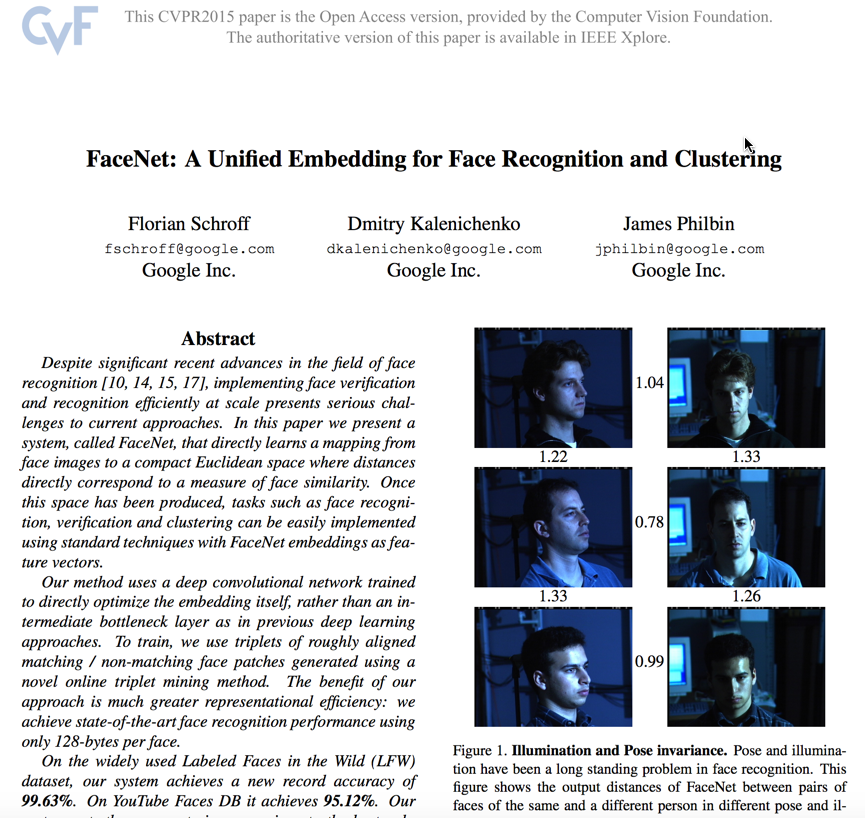 CVF
This CVPR2015 paper is the Open Access version, provided by the Computer Vision Foundation.
The authoritative version of this paper is available in IEEE Xplore.
FaceNet: A Unified Embedding for Face Recognition and Clustering
Florian Schroff
fschroff@google.com
Google Inc.
Dmitry Kalenichenko
dkalenichenko@google.com
Google Inc.
James Philbin
jphilbin@google.com
Google Inc.
Abstract
Despite significant recent advances in the field of face
recognition [10, 14, 15, 17], implementing face verification
and recognition efficiently at scale presents serious chal-
lenges to current approaches. In this paper we present a
system, called FaceNet, that directly learns a mapping from
face images to a compact Euclidean space where distances
directly correspond to a measure of face similarity. Once
this space has been produced, tasks such as face recogni-
tion, verification and clustering can be easily implemented
using standard techniques with FaceNet embeddings as fea-
ture vectors.
Our method uses a deep convolutional network trained
to directly optimize the embedding itself, rather than an in-
termediate bottleneck layer as in previous deep learning
approaches. To train, we use triplets of roughly aligned
matching / non-matching face patches generated using a
novel online triplet mining method. The benefit of our
approach is much greater representational efficiency: we
achieve state-of-the-art face recognition performance using
only 128-bytes per face.
On the widely used Labeled Faces in the Wild (LFW)
dataset, our system achieves a new record accuracy of
99.63%. On YouTube Faces DB it achieves 95.12%. Our
1.04
1.22 1.33
0.78
1.33 1.26
0.99
Figure 1. Illumination and Pose invariance. Pose and illumina-
tion have been a long standing problem in face recognition. This
figure shows the output distances of FaceNet between pairs of
faces of the same and a different person in different pose and il-